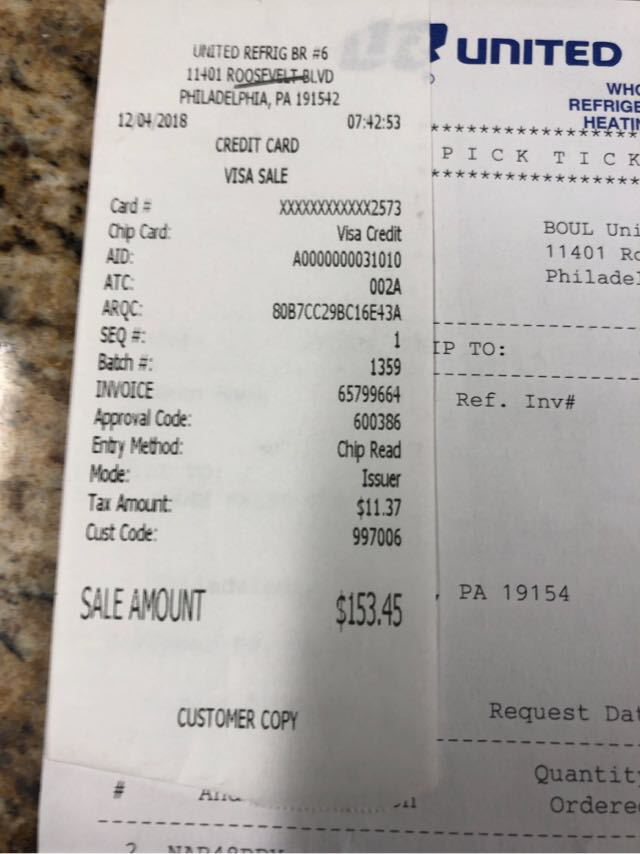 UNITED REFRIG BR #6
11401 ROOSEVELT BLVD
PHILADELPHIA, PA 191542
12/04/2018 07:42:53
CREDIT CARD
VISA SALE
Card # XXXXXXXXXXXX2573
Chip Card: Visa Credit
AID: A0000000031010
ATC: 002A
ARQC: 80B7CC29BC16E43A
SEQ #: 1
Batch #: 1359
INVOICE 65799664
Approval Code: 600386
Entry Method: Chip Read
Mode: Issuer
Tax Amount: $11.37
Cust Code: 997006
SALE AMOUNT $153.45
CUSTOMER COPY
UNITED
WHO
REFRIGE
HEATIN
*********************
PICK TICK
*********************
BOUL Uni
11401 Ro
Philadel
IP TO:
Ref. Inv#
, PA 19154
Request Dat
Quantity
# Ordere
2